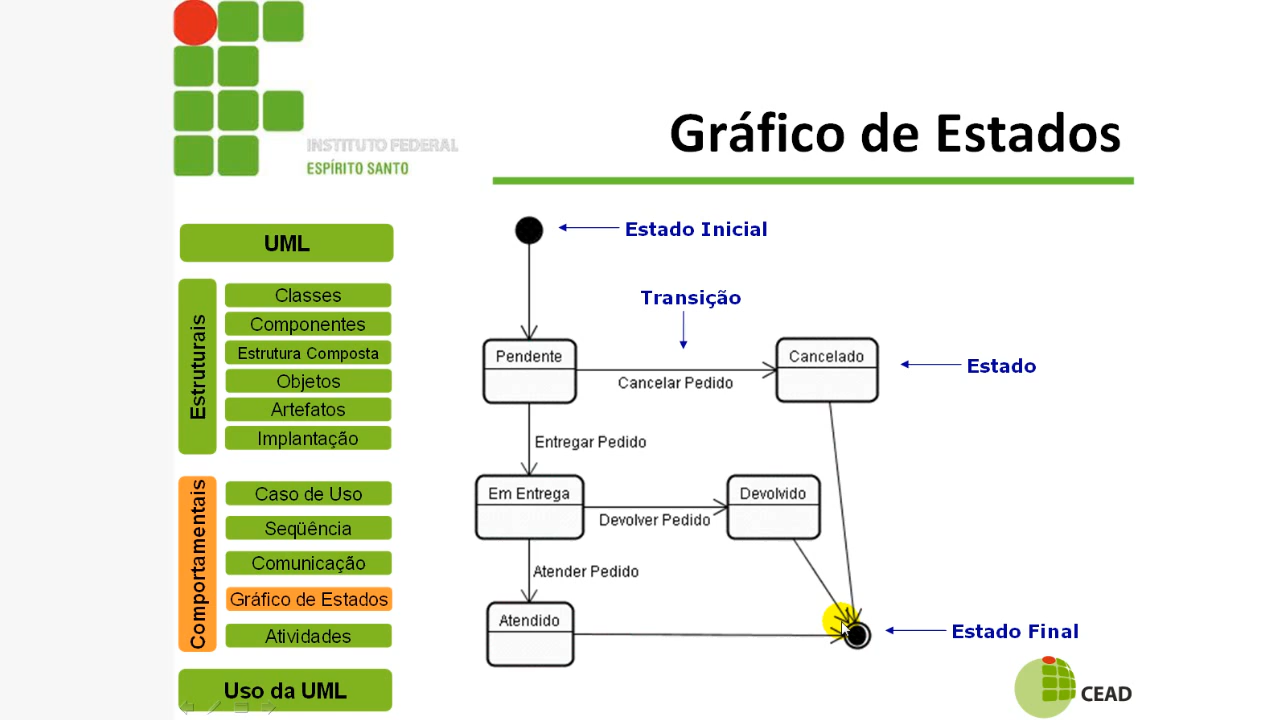 INSTITUTO FEDERAL
ESPÍRITO SANTO
Gráfico de Estados
UML
Estruturais
Classes
Componentes
Estrutura Composta
Objetos
Artefatos
Implantação
Comportamentais
Caso de Uso
Seqüência
Comunicação
Gráfico de Estados
Atividades
Uso da UML
Estado Inicial
Transição
Pendente
Cancelar Pedido
Cancelado
Estado
Entregar Pedido
Em Entrega
Devolver Pedido
Devolvido
Atender Pedido
Atendido
Estado Final
CEAD